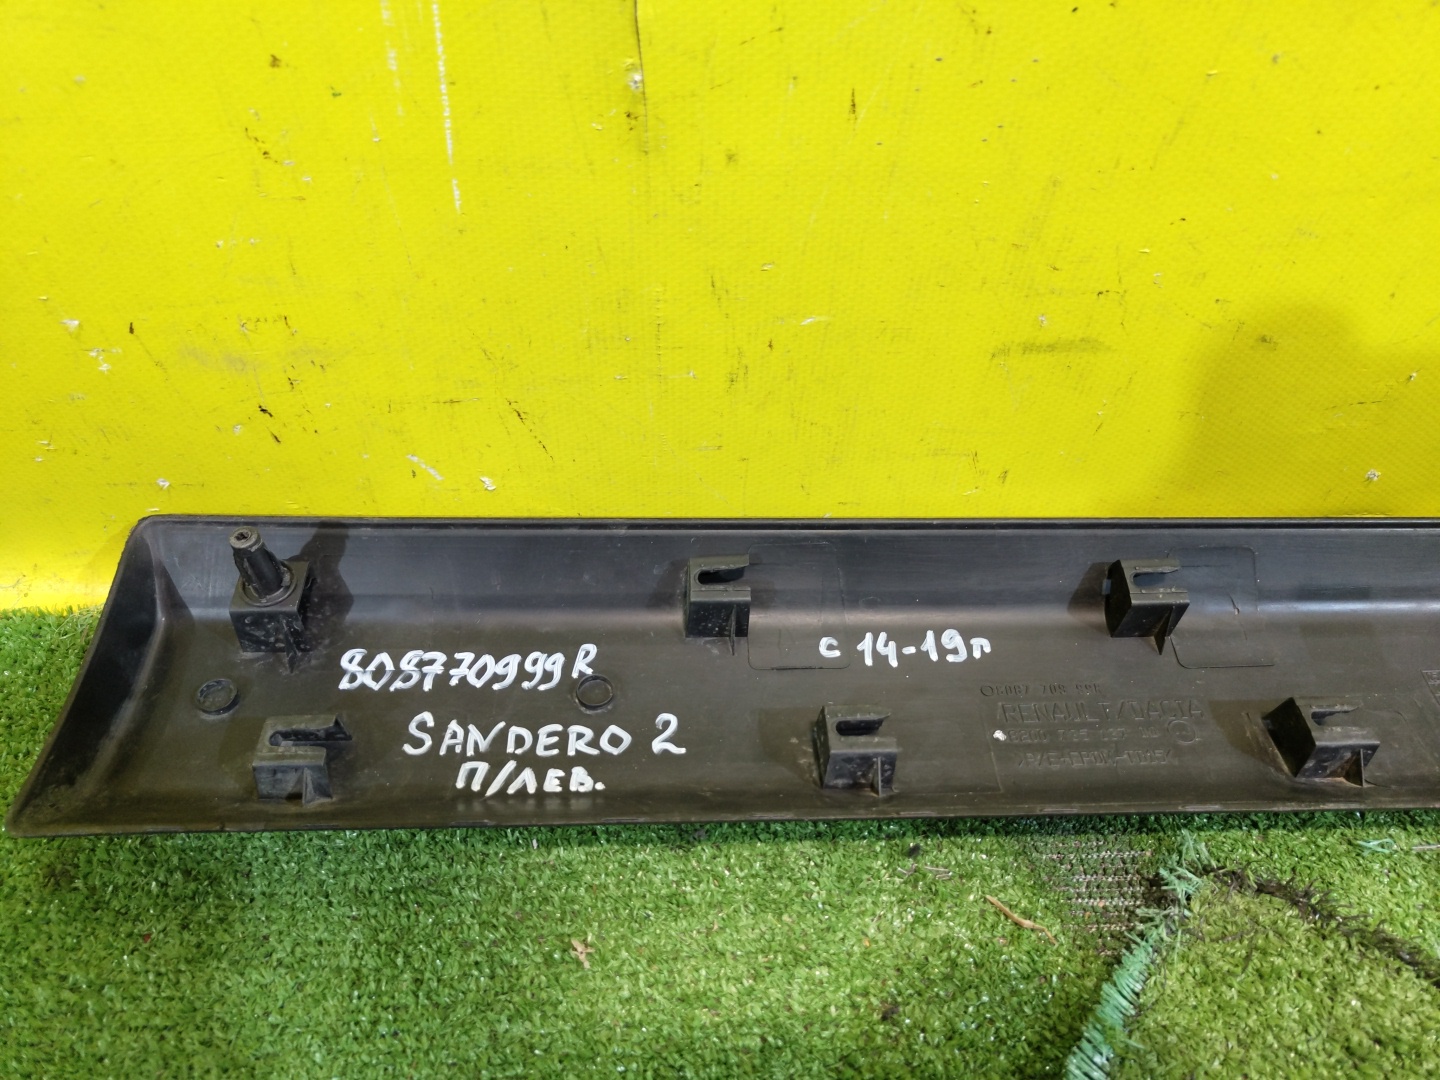 808770999R
SANDERO 2
П/ЛЕВ.
с 14-19г
RENAULT/DACIA